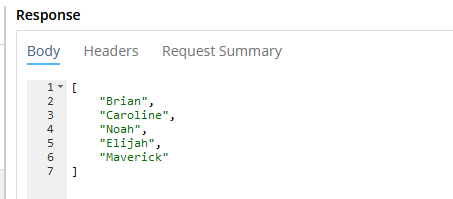 Response
Body Headers Request Summary
1 [
2 "Brian",
3 "Caroline",
4 "Noah",
5 "Elijah",
6 "Maverick"
7 ]